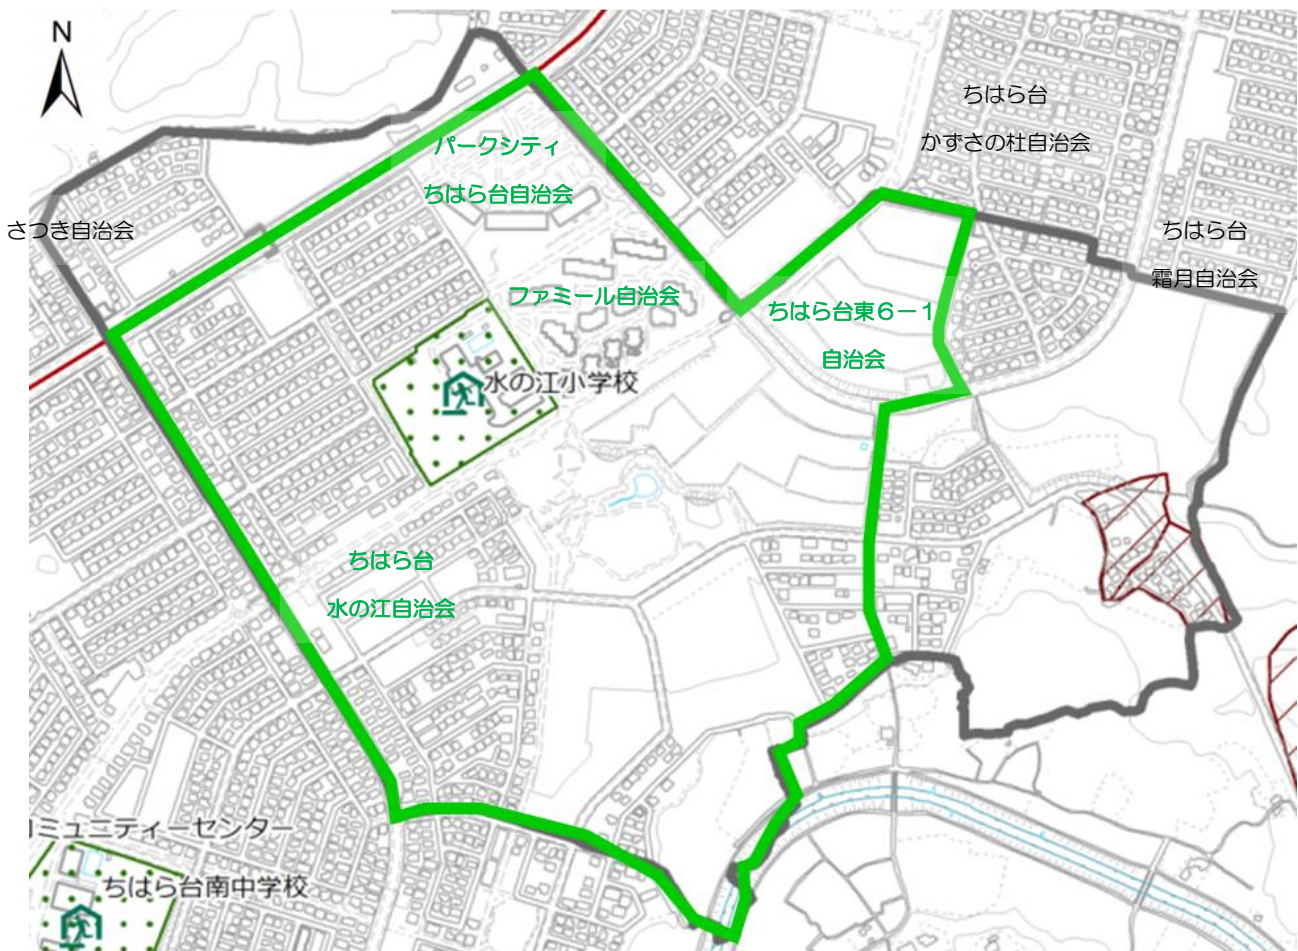 N
ちはら台
かずさの杜自治会
パークシティ
ちはら台自治会
さつき自治会
ちはら台
霜月自治会
ファミール自治会
ちはら台東6-1
自治会
水の江小学校
ちはら台
水の江自治会
コミュニティーセンター
ちはら台南中学校